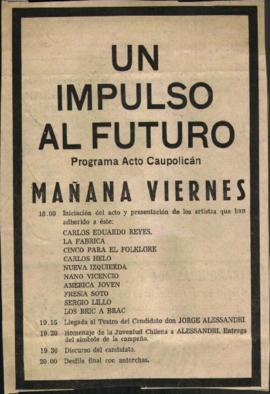 UN
IMPULSO
AL FUTURO
Programa Acto Caupolicán
MAÑANA VIERNES
18.00 Iniciación del acto y presentación de los artistas que han
adherido a éste:
CARLOS EDUARDO REYES,
LA FABRICA
CINCO PARA EL FOLKLORE
CARLOS HELO
NUEVA IZQUIERDA
NANO VICENCIO
AMERICA JOVEN
FRESIA SOTO
SERGIO LILLO
LOS BRIC A BRAC
19.15 Llegada al Teatro del Candidato don JORGE ALESSANDRI.
19.20 Homenaje de la Juventud Chilena a ALESSANDRI. Entrega
del símbolo de la campaña.
19.30 Discurso del candidato.
20.00 Desfile final con antorchas.